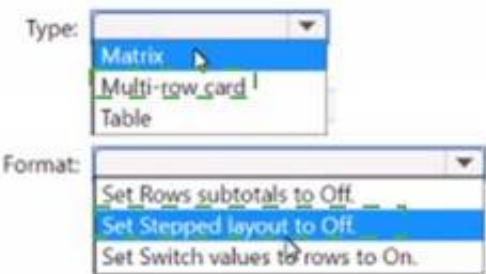 Type:
Matrix
Multi-row card
Table
Format:
Set Rows subtotals to Off.
Set Stepped layout to Off.
Set Switch values to rows to On.